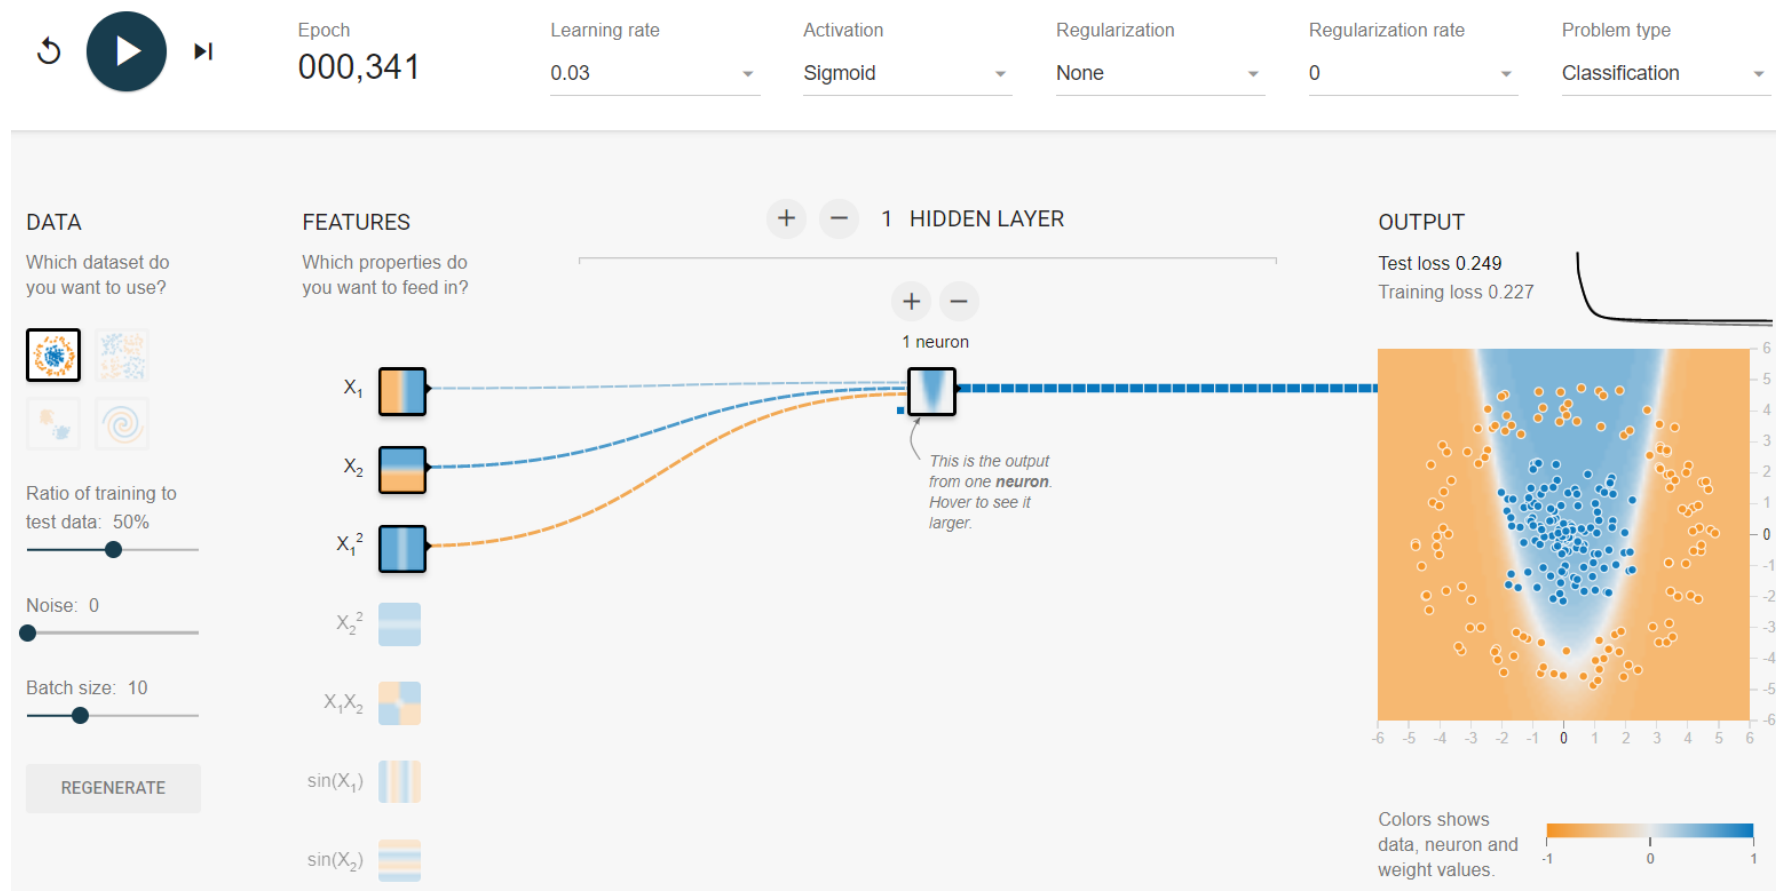 Epoch
000,341
Learning rate
0.03
Activation
Sigmoid
Regularization
None
Regularization rate
0
Problem type
Classification
DATA
Which dataset do
you want to use?
Ratio of training to
test data: 50%
Noise: 0
Batch size: 10
REGENERATE
FEATURES
Which properties do
you want to feed in?
X₁
X₂
X₁²
X₂²
X₁X₂
sin(X₁)
sin(X₂)
+ − 1 HIDDEN LAYER
+ −
1 neuron
This is the output
from one neuron.
Hover to see it
larger.
OUTPUT
Test loss 0.249
Training loss 0.227
6
5
4
3
2
1
0
-1
-2
-3
-4
-5
-6
-6 -5 -4 -3 -2 -1 0 1 2 3 4 5 6
Colors shows
data, neuron and
weight values.
-1 0 1